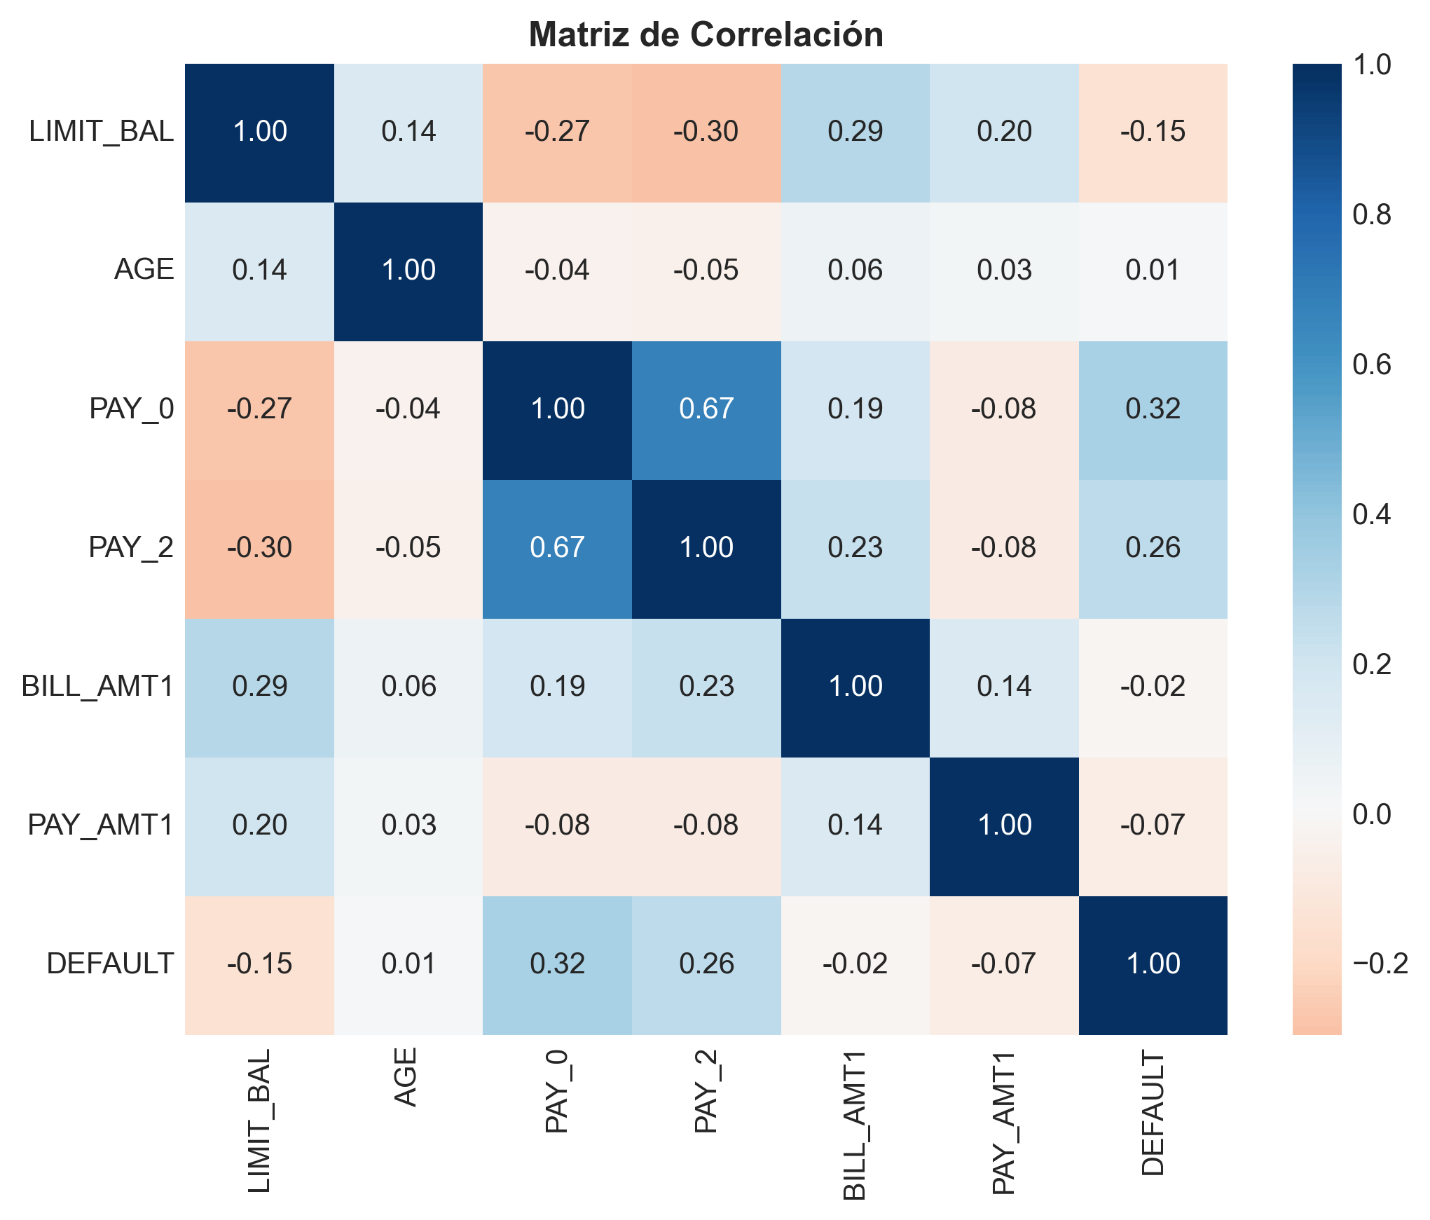 Matriz de Correlación
LIMIT_BAL 1.00 0.14 -0.27 -0.30 0.29 0.20 -0.15
AGE 0.14 1.00 -0.04 -0.05 0.06 0.03 0.01
PAY_0 -0.27 -0.04 1.00 0.67 0.19 -0.08 0.32
PAY_2 -0.30 -0.05 0.67 1.00 0.23 -0.08 0.26
BILL_AMT1 0.29 0.06 0.19 0.23 1.00 0.14 -0.02
PAY_AMT1 0.20 0.03 -0.08 -0.08 0.14 1.00 -0.07
DEFAULT -0.15 0.01 0.32 0.26 -0.02 -0.07 1.00
LIMIT_BAL
AGE
PAY_0
PAY_2
BILL_AMT1
PAY_AMT1
DEFAULT
1.0
0.8
0.6
0.4
0.2
0.0
−0.2